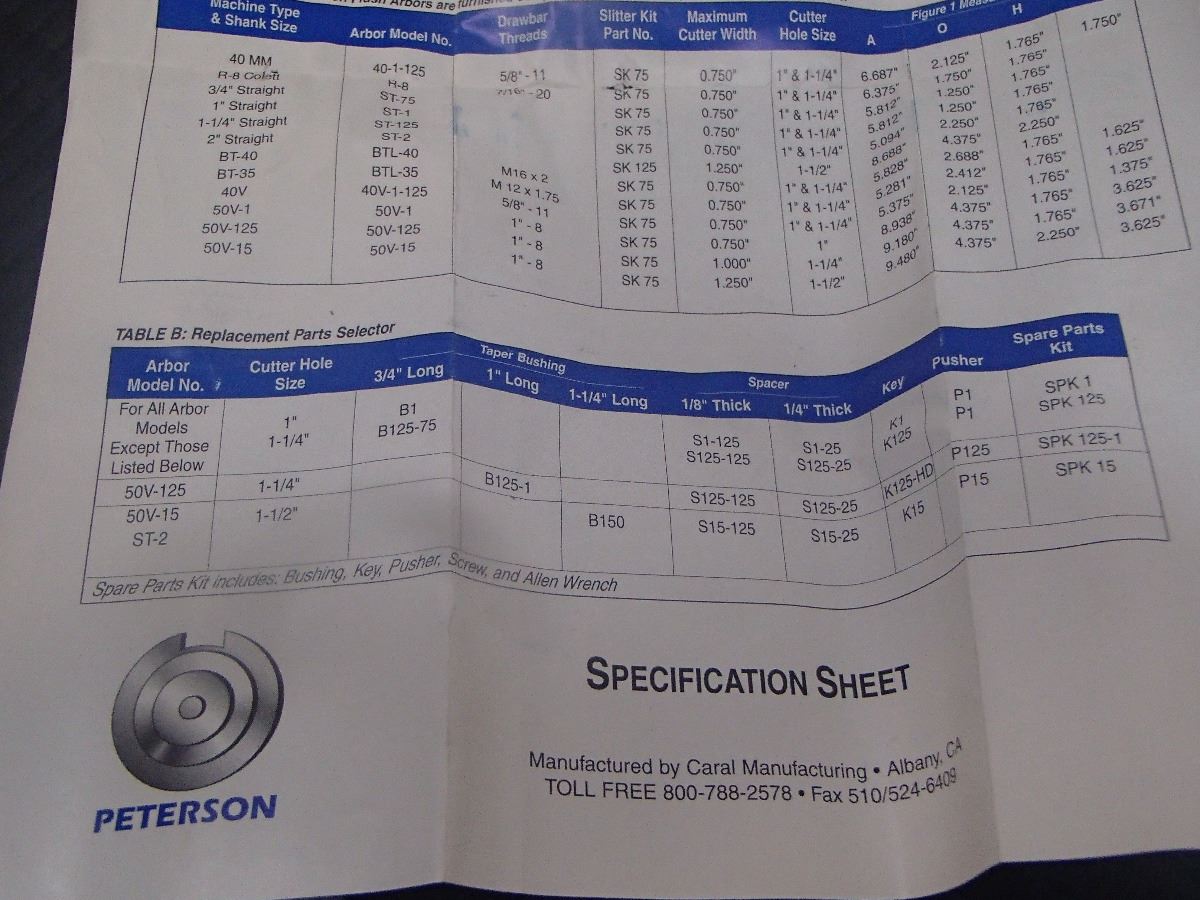 Flush Arbors are furnished
Machine Type & Shank Size Arbor Model No. Drawbar Threads Slitter Kit Part No. Maximum Cutter Width Cutter Hole Size Figure 1 A O H
40 MM 40-1-125 5/8" - 11 SK 75 0.750" 1" & 1-1/4" 6.687" 2.125" 1.765" 1.750"
R-8 Collet R-8 7/16" - 20 SK 75 0.750" 1" & 1-1/4" 6.375" 1.750" 1.765"
3/4" Straight ST-75 SK 75 0.750" 1" & 1-1/4" 5.812" 1.250" 1.765"
1" Straight ST-1 SK 75 0.750" 1" & 1-1/4" 5.812" 1.250" 1.765"
1-1/4" Straight ST-125 SK 75 0.750" 1" & 1-1/4" 5.094" 2.250" 1.765"
2" Straight ST-2 SK 125 1.250" 1-1/2" 8.688" 4.375" 2.250"
BT-40 BTL-40 M16 x 2 SK 75 0.750" 1" & 1-1/4" 5.828" 2.688" 1.765" 1.625"
BT-35 BTL-35 M 12 x 1.75 SK 75 0.750" 1" & 1-1/4" 5.281" 2.412" 1.765" 1.625"
40V 40V-1-125 5/8" - 11 SK 75 0.750" 1" & 1-1/4" 5.375" 2.125" 1.765" 1.375"
50V-1 50V-1 1" - 8 SK 75 0.750" 1" 8.938" 4.375" 1.765" 3.625"
50V-125 50V-125 1" - 8 SK 75 1.000" 1-1/4" 9.180" 4.375" 1.765" 3.671"
50V-15 50V-15 1" - 8 SK 75 1.250" 1-1/2" 9.480" 4.375" 2.250" 3.625"
TABLE B: Replacement Parts Selector
Arbor Model No. Cutter Hole Size Taper Bushing 3/4" Long 1" Long 1-1/4" Long Spacer 1/8" Thick 1/4" Thick Key Pusher Spare Parts Kit
For All Arbor 1" B1 S1-125 S1-25 K1 P1 SPK 1
Models 1-1/4" B125-75 S125-125 S125-25 K125 P1 SPK 125
Except Those
Listed Below
50V-125 1-1/4" B125-1 S125-125 S125-25 K125-HD P125 SPK 125-1
50V-15 1-1/2" B150 S15-125 S15-25 K15 P15 SPK 15
ST-2
Spare Parts Kit includes: Bushing, Key, Pusher, Screw, and Allen Wrench
PETERSON
SPECIFICATION SHEET
Manufactured by Caral Manufacturing • Albany, CA
TOLL FREE 800-788-2578 • Fax 510/524-6409